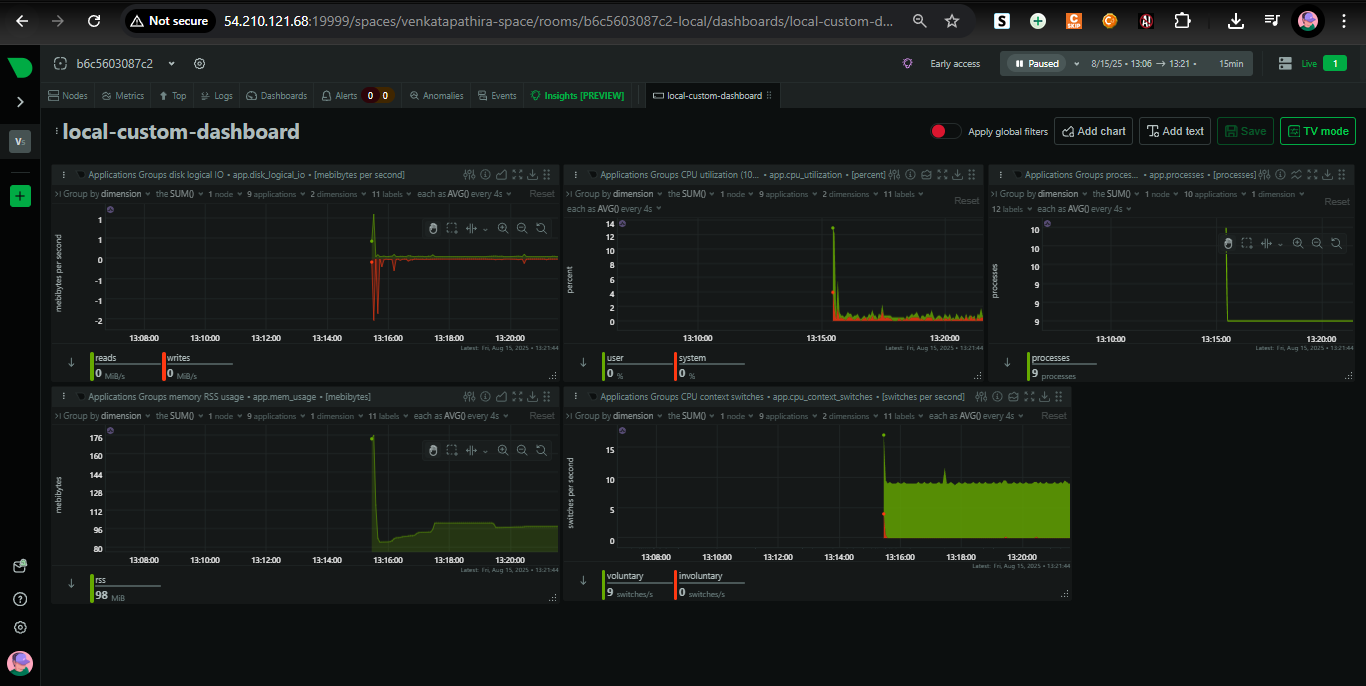 Not secure 54.210.121.68:19999/spaces/venkatapathira-space/rooms/b6c5603087c2-local/dashboards/local-custom-d...
b6c5603087c2 Early access Paused 8/15/25 • 13:06 → 13:21 • 15min Live 1
Nodes Metrics Top Logs Dashboards Alerts 0 0 Anomalies Events Insights [PREVIEW] local-custom-dashboard
Vs
local-custom-dashboard Apply global filters Add chart Add text Save TV mode
Applications Groups disk logical IO • app.disk_logical_io • [mebibytes per second]
Group by dimension the SUM() 1 node 9 applications 2 dimensions 11 labels each as AVG() every 4s Reset
mebibytes per second
1
1
0
-1
-1
-2
13:08:00 13:10:00 13:12:00 13:14:00 13:16:00 13:18:00 13:20:00
Latest: Fri, Aug 15, 2025 • 13:21:44
reads writes
0 MiB/s 0 MiB/s
Applications Groups CPU utilization (10... • app.cpu_utilization • [percent]
Group by dimension the SUM() 1 node 9 applications 2 dimensions 11 labels
each as AVG() every 4s Reset
percent
14
12
10
8
6
4
2
0
13:10:00 13:15:00 13:20:00
Latest: Fri, Aug 15, 2025 • 13:21:44
user system
0 % 0 %
Applications Groups proces... • app.processes • [processes]
Group by dimension the SUM() 1 node 10 applications 1 dimension
12 labels each as AVG() every 4s Reset
processes
10
10
10
9
9
9
13:10:00 13:15:00 13:20:00
Latest: Fri, Aug 15, 2025 • 13:21:44
processes
9 processes
Applications Groups memory RSS usage • app.mem_usage • [mebibytes]
Group by dimension the SUM() 1 node 9 applications 1 dimension 11 labels each as AVG() every 4s Reset
mebibytes
176
160
144
128
112
96
80
13:08:00 13:10:00 13:12:00 13:14:00 13:16:00 13:18:00 13:20:00
Latest: Fri, Aug 15, 2025 • 13:21:44
rss
98 MiB
Applications Groups CPU context switches • app.cpu_context_switches • [switches per second]
Group by dimension the SUM() 1 node 9 applications 2 dimensions 11 labels each as AVG() every 4s Reset
switches per second
15
10
5
0
13:08:00 13:10:00 13:12:00 13:14:00 13:16:00 13:18:00 13:20:00
Latest: Fri, Aug 15, 2025 • 13:21:44
voluntary involuntary
9 switches/s 0 switches/s